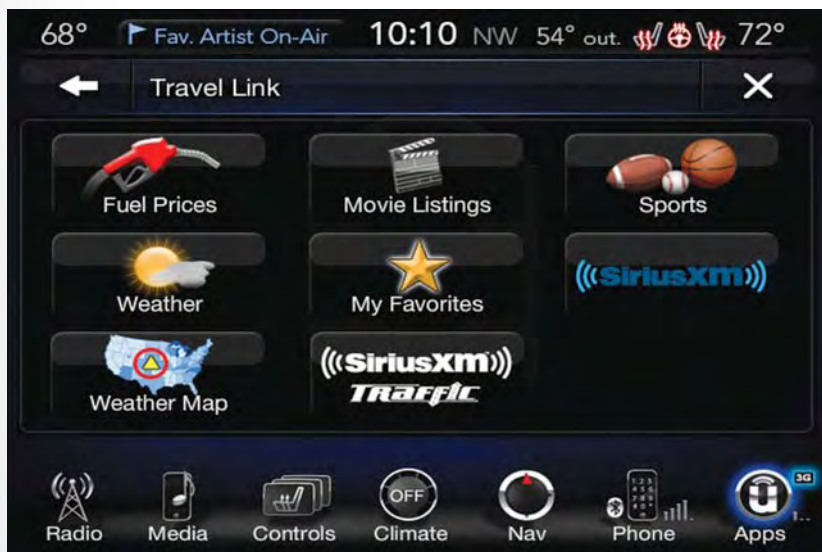 68° Fav. Artist On-Air 10:10 NW 54° out. 72°
Travel Link
Fuel Prices Movie Listings Sports
Weather My Favorites ((SiriusXM))
Weather Map ((SiriusXM))
Traffic
OFF
3G
Radio Media Controls Climate Nav Phone Apps